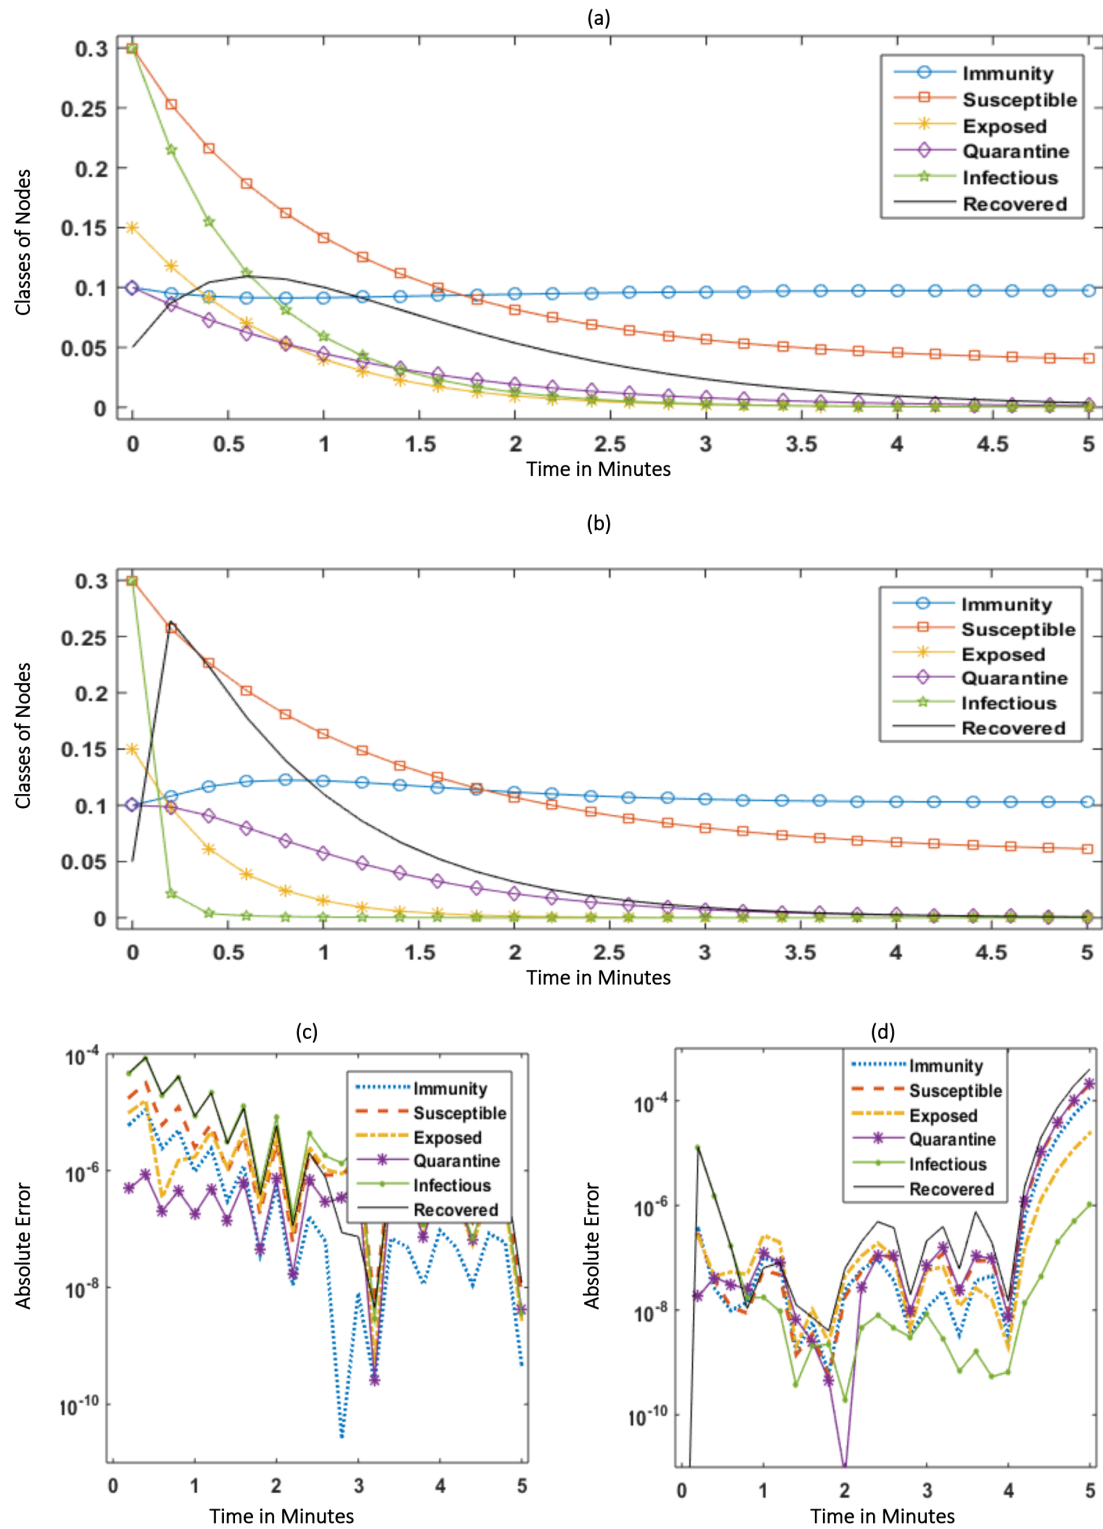 (a)
0.3
0.25
0.2
0.15
0.1
0.05
0
Classes of Nodes
Immunity
Susceptible
Exposed
Quarantine
Infectious
Recovered
0 0.5 1 1.5 2 2.5 3 3.5 4 4.5 5
Time in Minutes
(b)
0.3
0.25
0.2
0.15
0.1
0.05
0
Classes of Nodes
Immunity
Susceptible
Exposed
Quarantine
Infectious
Recovered
0 0.5 1 1.5 2 2.5 3 3.5 4 4.5 5
Time in Minutes
(c)
10^-4
10^-6
10^-8
10^-10
Absolute Error
Immunity
Susceptible
Exposed
Quarantine
Infectious
Recovered
0 1 2 3 4 5
Time in Minutes
(d)
10^-4
10^-6
10^-8
10^-10
Absolute Error
Immunity
Susceptible
Exposed
Quarantine
Infectious
Recovered
0 1 2 3 4 5
Time in Minutes